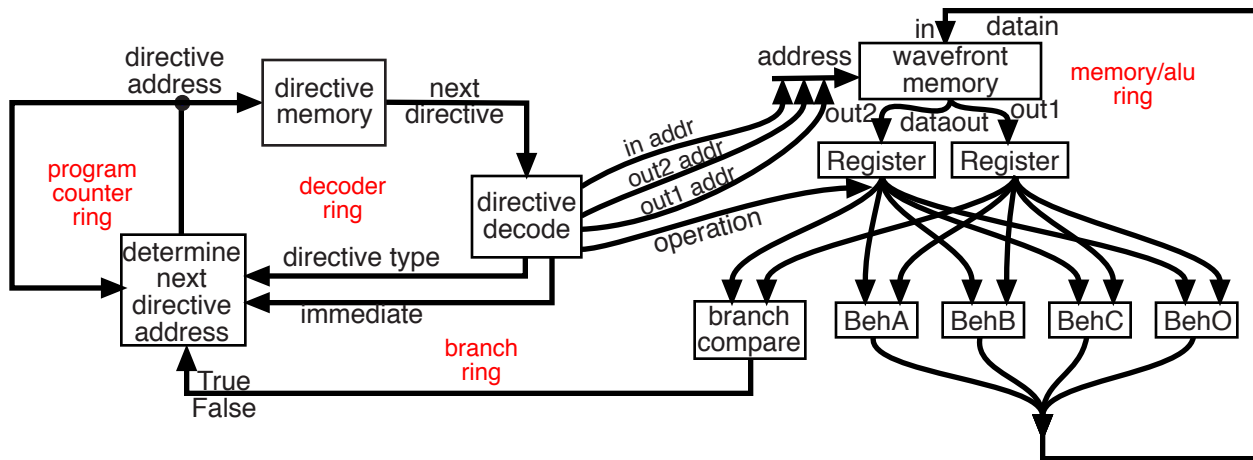 directive
address
directive
memory
next
directive
program
counter
ring
decoder
ring
determine
next
directive
address
directive type
immediate
directive
decode
in addr
out2 addr
out1 addr
operation
address
in
datain
wavefront
memory
memory/alu
ring
out2
dataout
out1
Register
Register
branch
compare
BehA
BehB
BehC
BehO
branch
ring
True
False